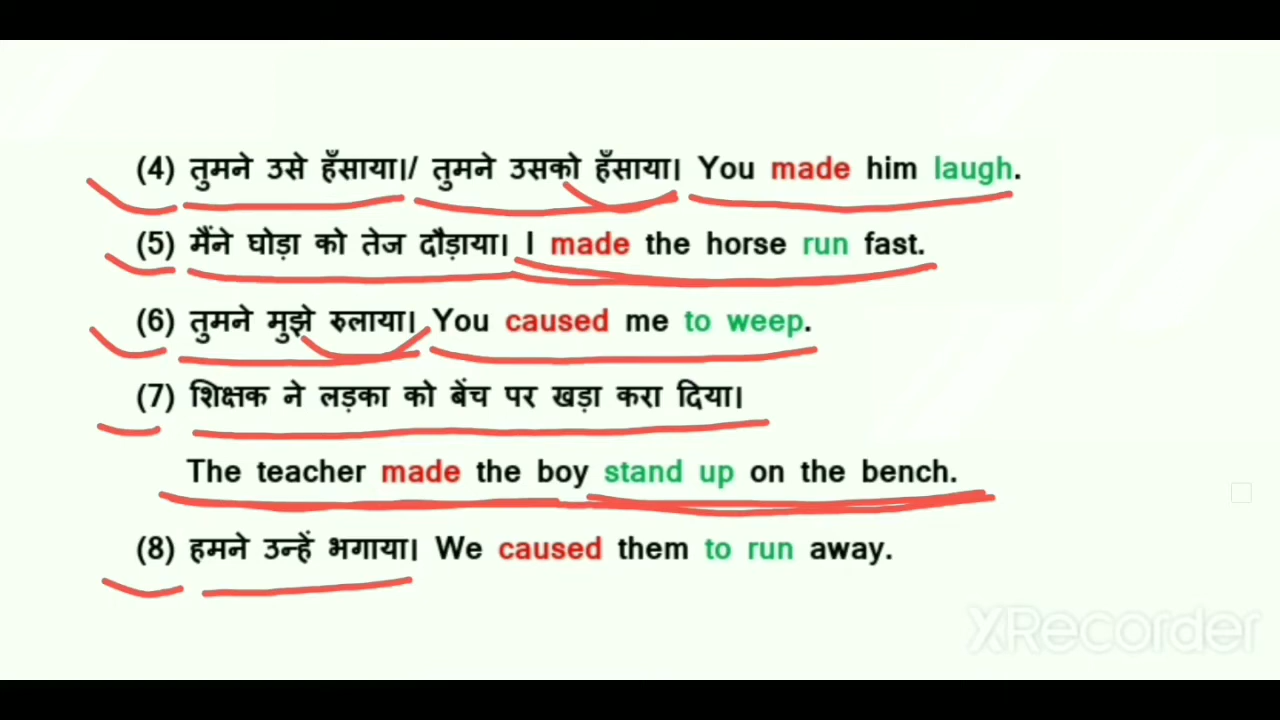 (4) तुमने उसे हँसाया।/ तुमने उसको हँसाया। You made him laugh.
(5) मैंने घोड़ा को तेज दौड़ाया। I made the horse run fast.
(6) तुमने मुझे रुलाया। You caused me to weep.
(7) शिक्षक ने लड़का को बेंच पर खड़ा करा दिया।
The teacher made the boy stand up on the bench.
(8) हमने उन्हें भगाया। We caused them to run away.
XRecorder